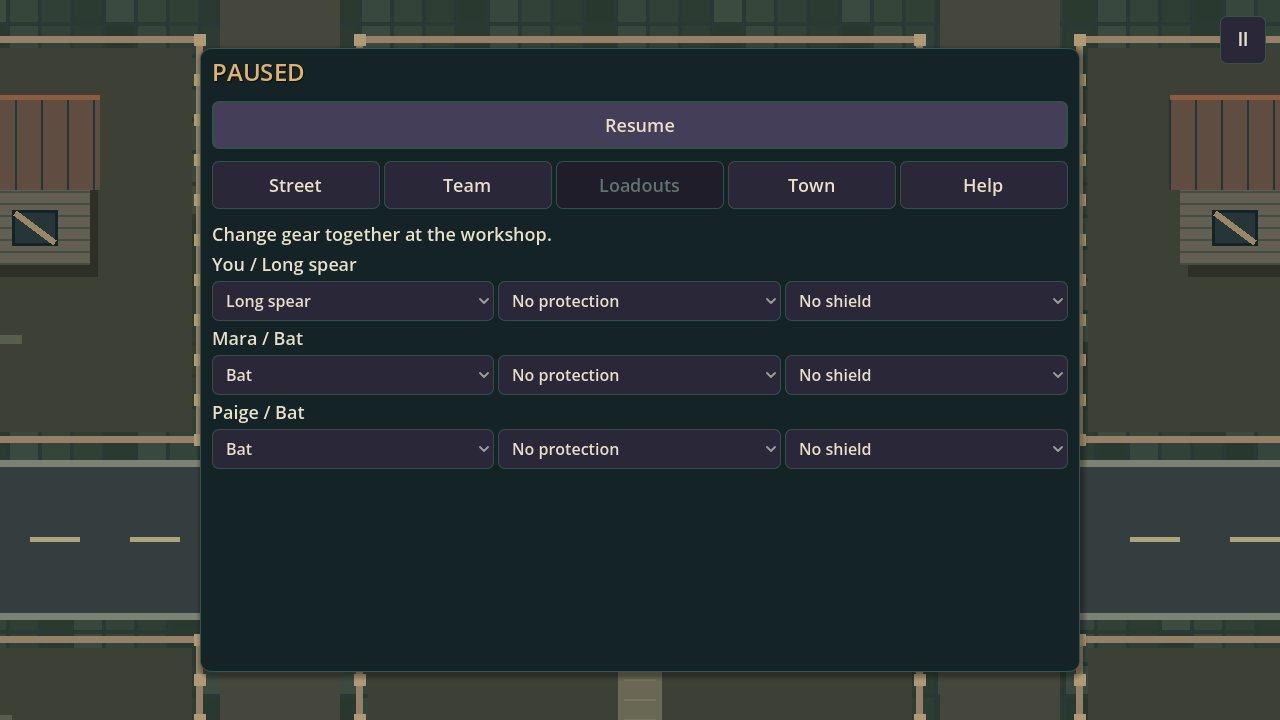 PAUSED
Resume
Street Team Loadouts Town Help
Change gear together at the workshop.
You / Long spear
Long spear No protection No shield
Mara / Bat
Bat No protection No shield
Paige / Bat
Bat No protection No shield